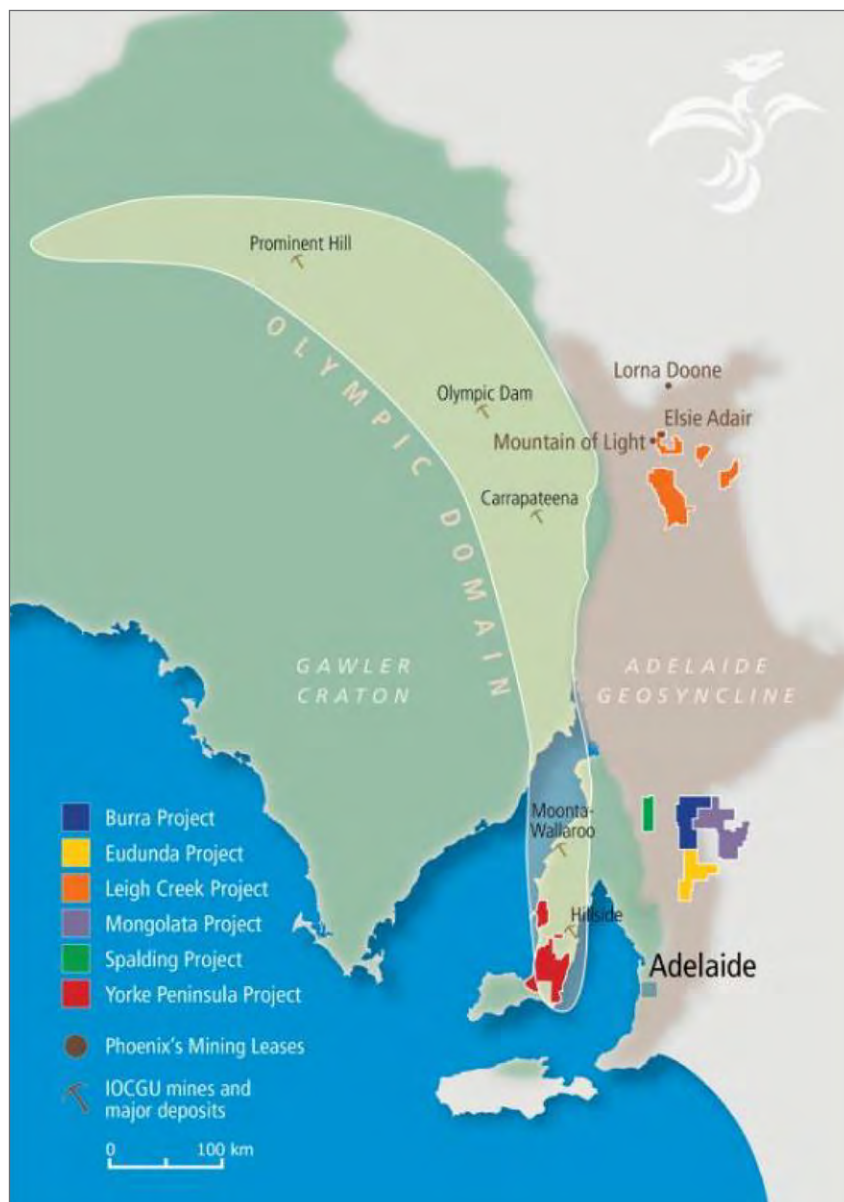 Prominent Hill
OLYMPIC DOMAIN
Olympic Dam
Carrapateena
Lorna Doone
Elsie Adair
Mountain of Light
GAWLER
CRATON
ADELAIDE
GEOSYNCLINE
Moonta-
Wallaroo
Hillside
Adelaide
Burra Project
Eudunda Project
Leigh Creek Project
Mongolata Project
Spalding Project
Yorke Peninsula Project
Phoenix's Mining Leases
IOCGU mines and
major deposits
0 100 km